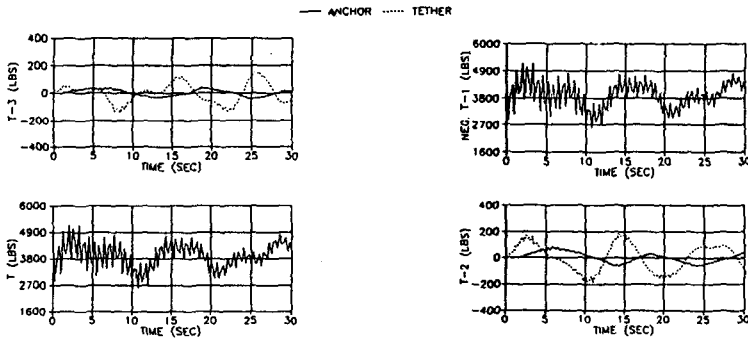 ANCHOR TETHER
T-3 (LBS)
400
200
0
-200
-400
0 5 10 15 20 25 30
TIME (SEC)
NEG. T-1 (LBS)
6000
4900
3800
2700
1600
0 5 10 15 20 25 30
TIME (SEC)
T (LBS)
6000
4900
3800
2700
1600
0 5 10 15 20 25 30
TIME (SEC)
T-2 (LBS)
400
200
0
-200
-400
0 5 10 15 20 25 30
TIME (SEC)